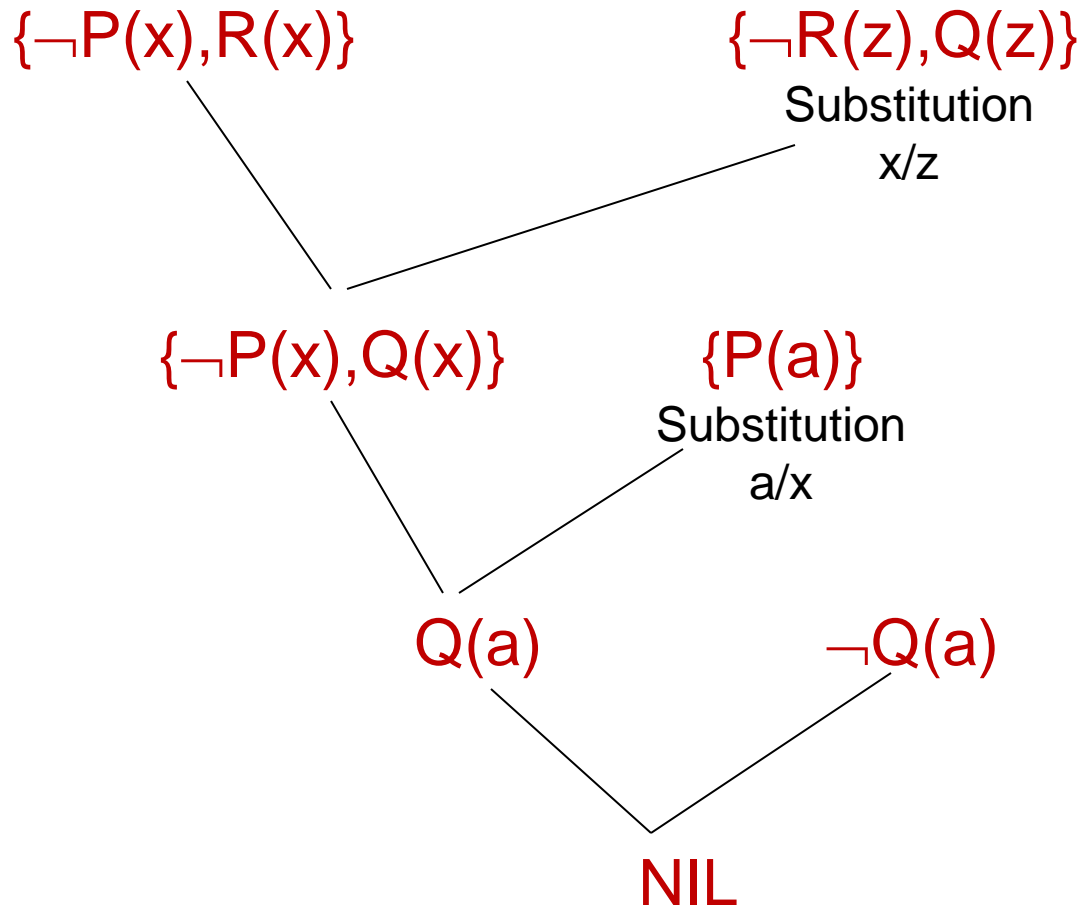 {¬P(x),R(x)} {¬R(z),Q(z)}
Substitution
x/z
{¬P(x),Q(x)} {P(a)}
Substitution
a/x
Q(a) ¬Q(a)
NIL